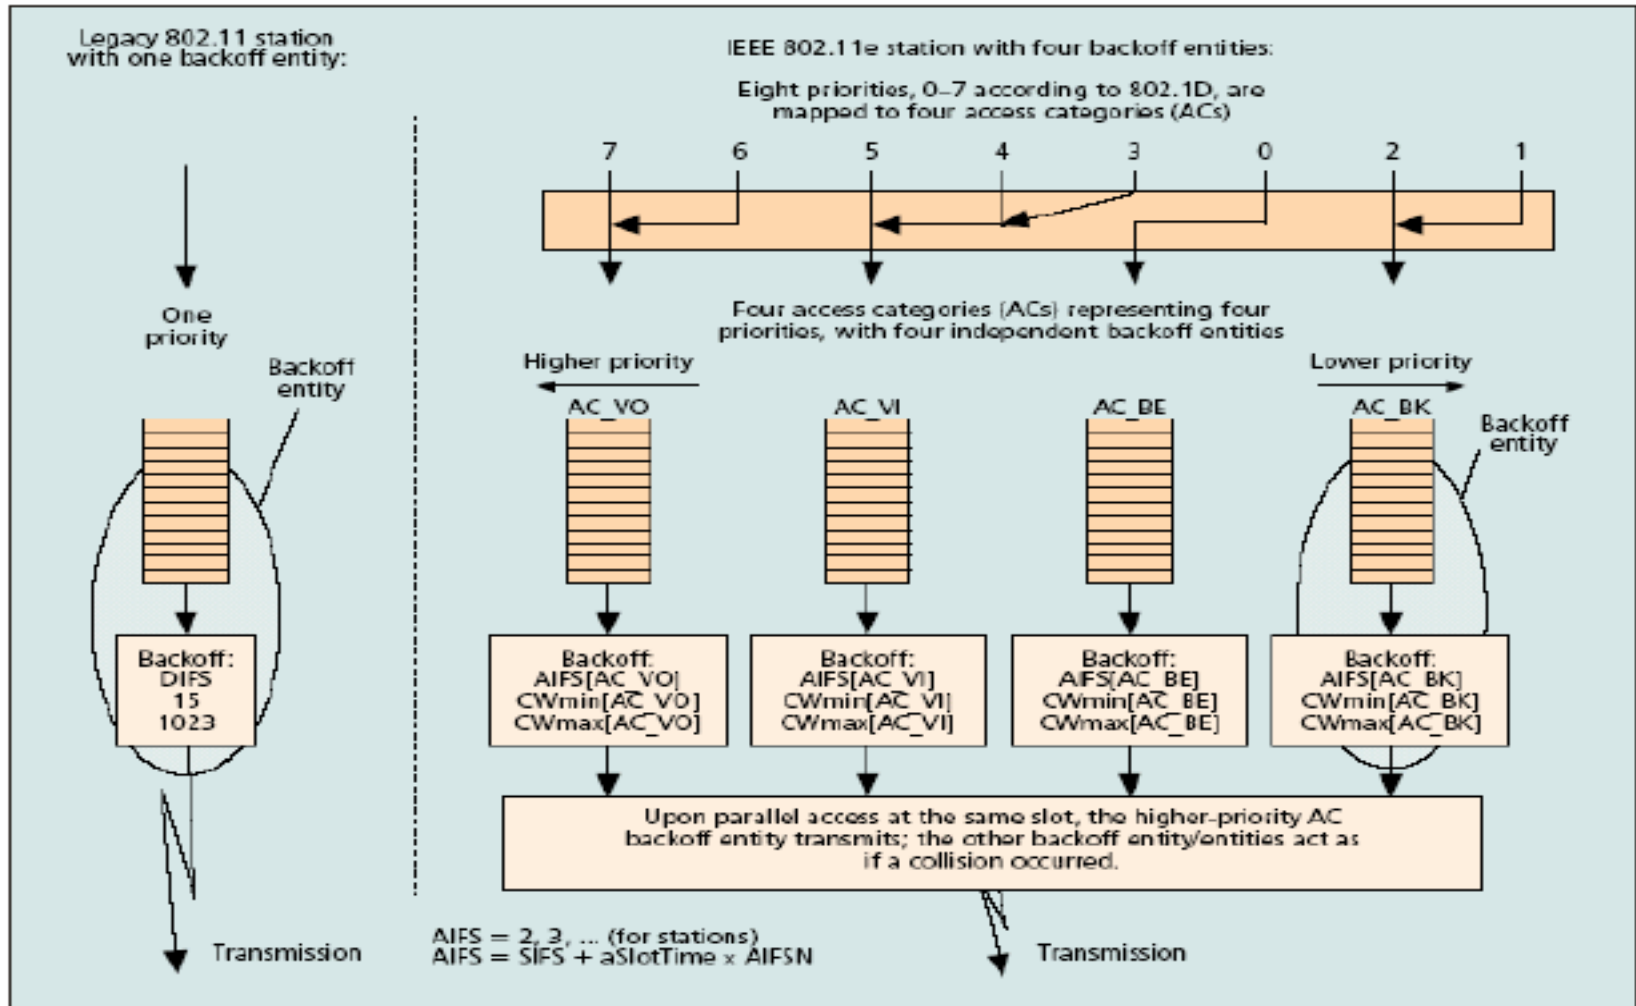 Legacy 802.11 station
with one backoff entity:
IEEE 802.11e station with four backoff entities:
Eight priorities, 0–7 according to 802.1D, are
mapped to four access categories (ACs)
7 6 5 4 3 0 2 1
One
priority
Four access categories (ACs) representing four
priorities, with four independent backoff entities
Backoff
entity
Higher priority
Lower priority
AC_VO
AC_VI
AC_BE
AC_BK
Backoff
entity
Backoff:
DIFS
15
1023
Backoff:
AIFS[AC_VO]
CWmin[AC_VO]
CWmax[AC_VO]
Backoff:
AIFS[AC_VI]
CWmin[AC_VI]
CWmax[AC_VI]
Backoff:
AIFS[AC_BE]
CWmin[AC_BE]
CWmax[AC_BE]
Backoff:
AIFS[AC_BK]
CWmin[AC_BK]
CWmax[AC_BK]
Upon parallel access at the same slot, the higher-priority AC
backoff entity transmits; the other backoff entity/entities act as
if a collision occurred.
Transmission
AIFS = 2, 3, ... (for stations)
AIFS = SIFS + aSlotTime x AIFSN
Transmission